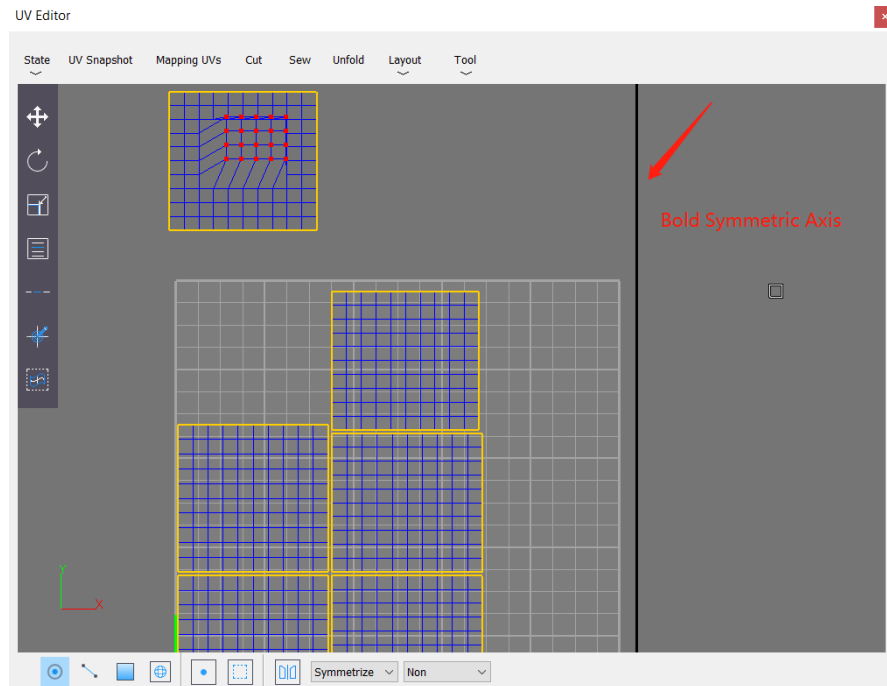 UV Editor
State UV Snapshot Mapping UVs Cut Sew Unfold Layout Tool
Bold Symmetric Axis
Y
X
Symmetrize Non